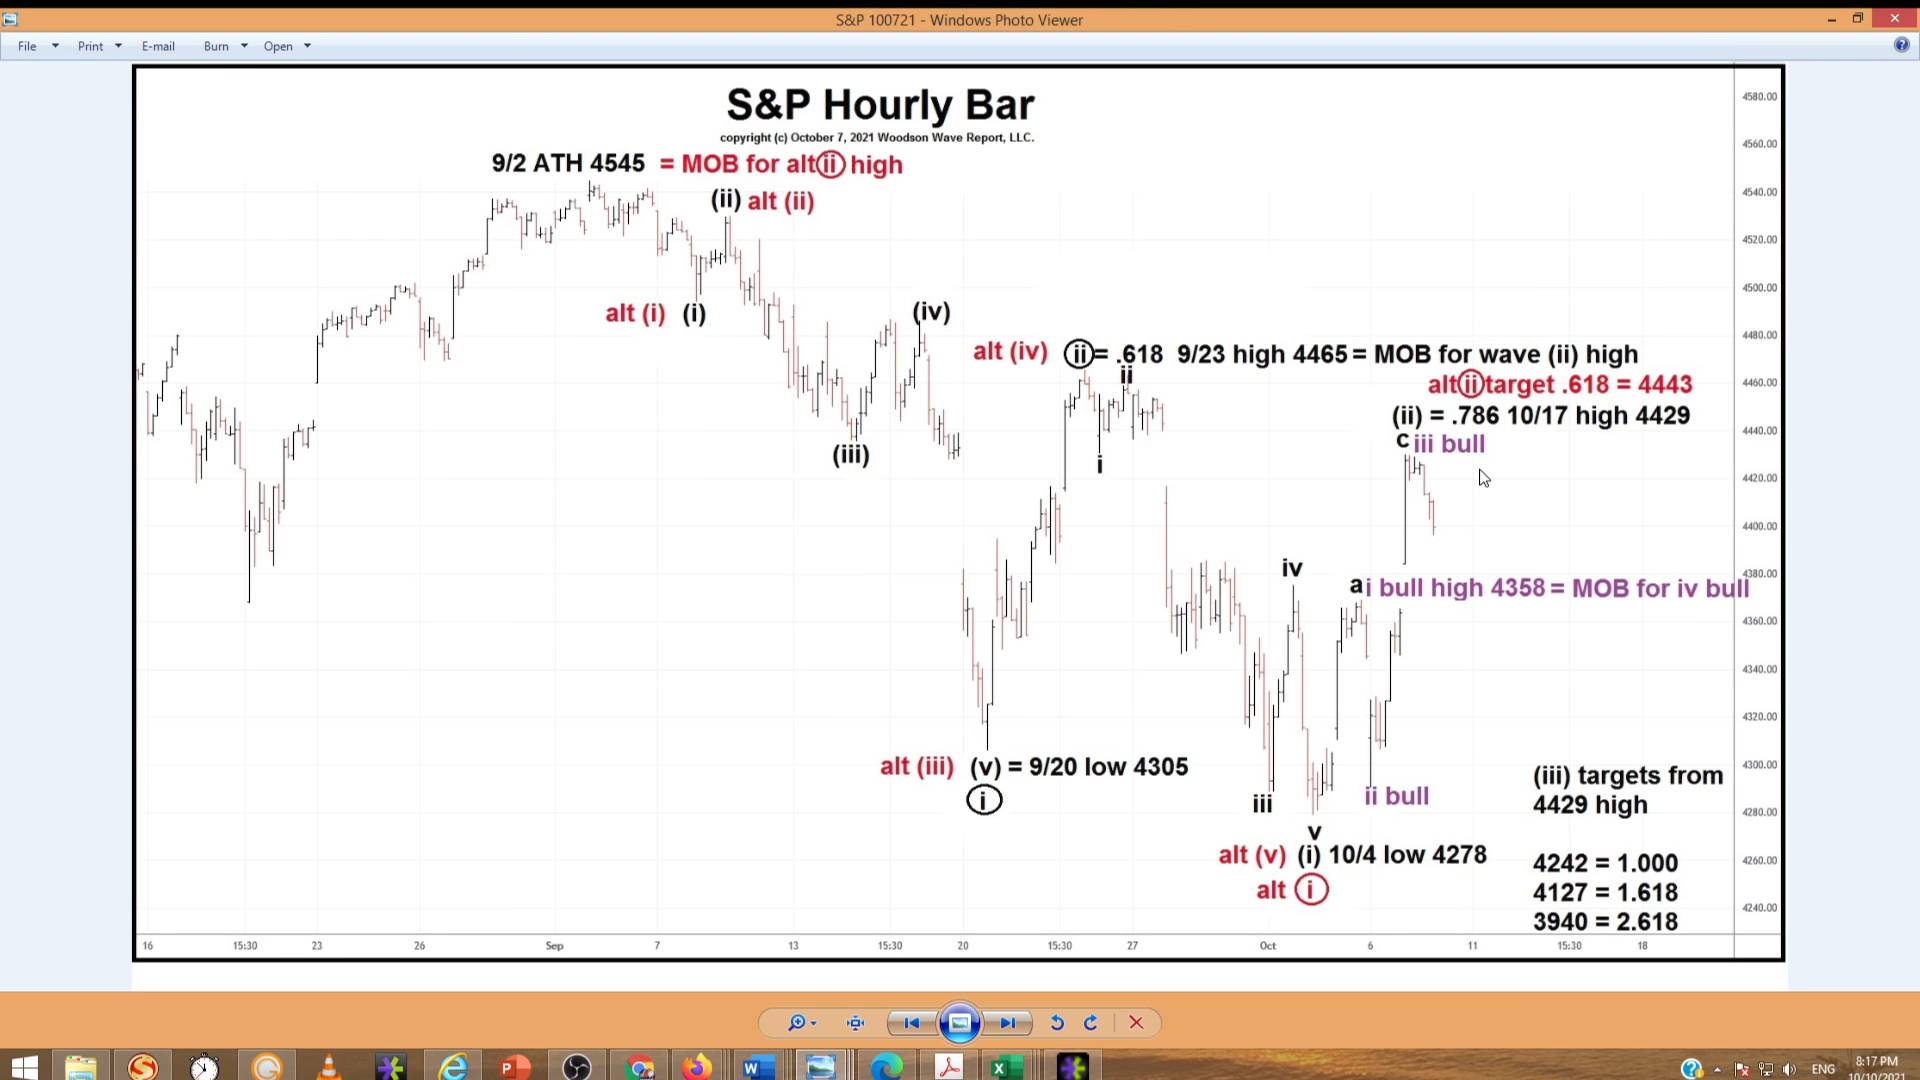 S&P 100721 - Windows Photo Viewer
File Print E-mail Burn Open
S&P Hourly Bar
copyright (c) October 7, 2021 Woodson Wave Report, LLC.
9/2 ATH 4545 = MOB for alt ii high
(ii) alt (ii)
alt (i) (i)
(iv)
(iii)
alt (iv) ii = .618 9/23 high 4465 = MOB for wave (ii) high
ii
alt ii target .618 = 4443
(ii) = .786 10/17 high 4429
c iii bull
i
iv
a i bull high 4358 = MOB for iv bull
alt (iii) (v) = 9/20 low 4305
i
iii
ii bull
v
alt (v) (i) 10/4 low 4278
alt i
(iii) targets from
4429 high
4242 = 1.000
4127 = 1.618
3940 = 2.618
4580.00
4560.00
4540.00
4520.00
4500.00
4480.00
4460.00
4440.00
4420.00
4400.00
4380.00
4360.00
4340.00
4320.00
4300.00
4280.00
4260.00
4240.00
16 15:30 23 26 Sep 7 13 15:30 20 15:30 27 Oct 6 11 15:30 18
ENG
8:17 PM
10/10/2021